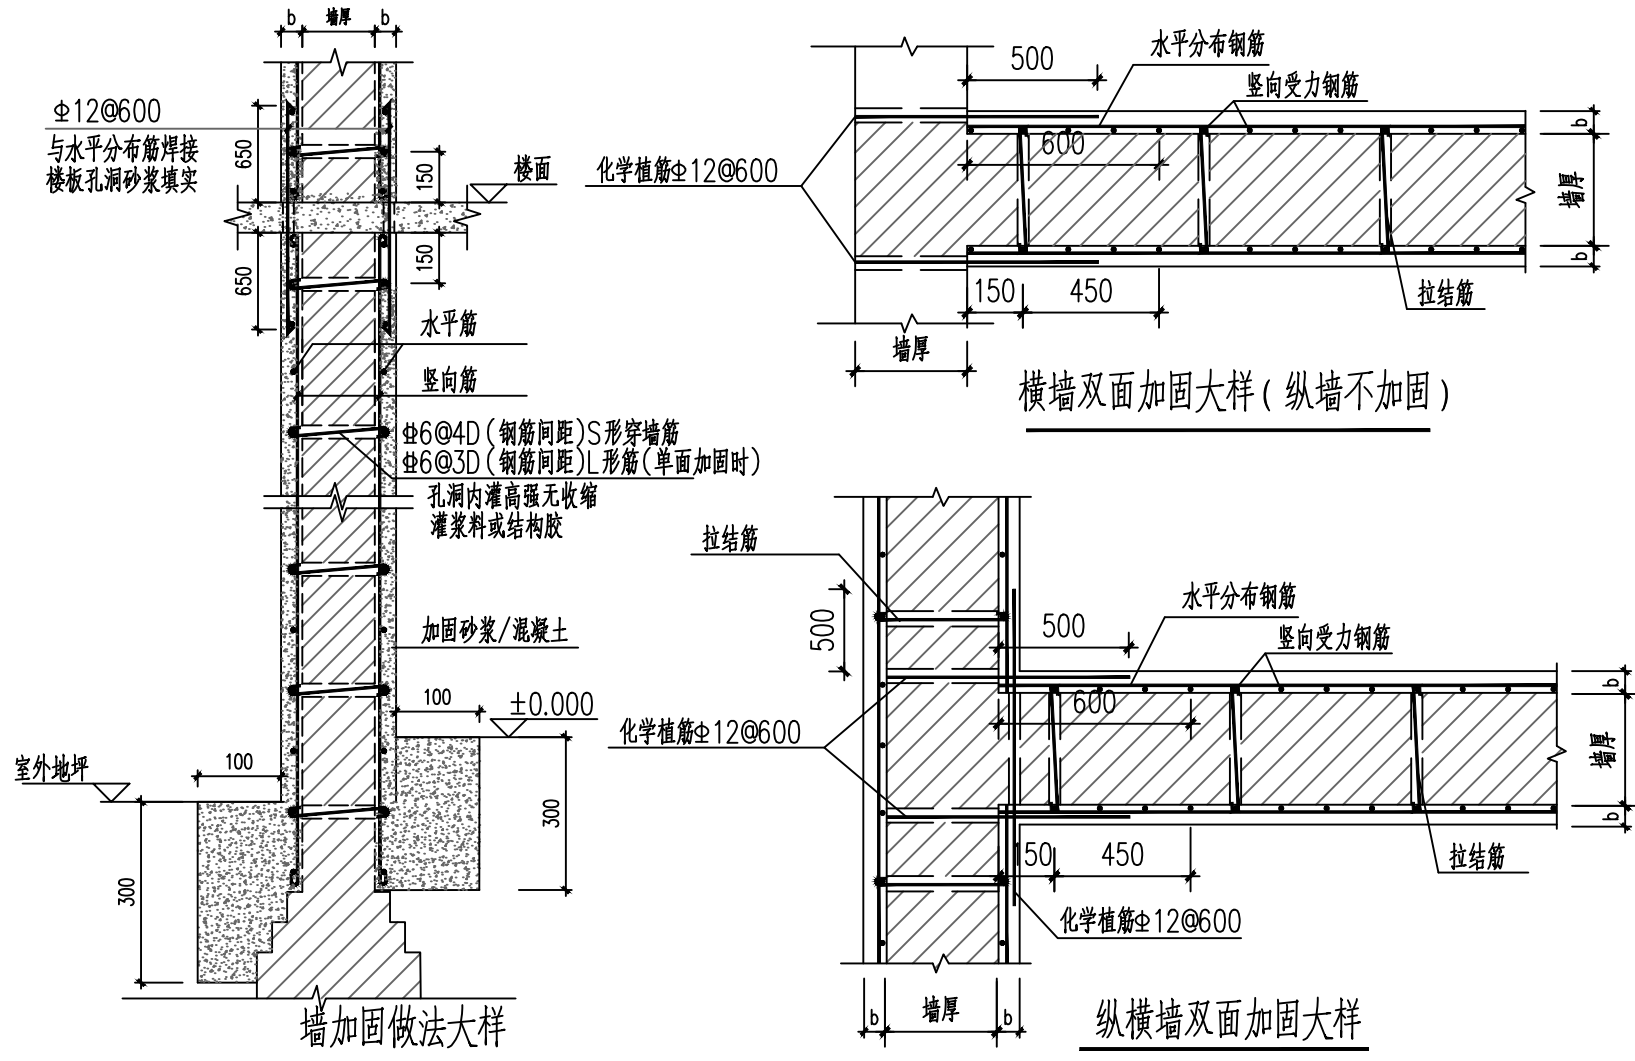 b 墙厚 b
Φ12@600
与水平分布筋焊接
楼板孔洞砂浆填实
650
150
楼面
650
150
水平筋
竖向筋
Φ6@4D(钢筋间距)S形穿墙筋
Φ6@3D(钢筋间距)L形筋(单面加固时)
孔洞内灌高强无收缩
灌浆料或结构胶
加固砂浆/混凝土
100
±0.000
室外地坪
100
300
300
墙加固做法大样
500
水平分布钢筋
竖向受力钢筋
化学植筋Φ12@600
600
b
墙厚
b
150
450
拉结筋
墙厚
横墙双面加固大样(纵墙不加固)
拉结筋
500
500
水平分布钢筋
竖向受力钢筋
600
化学植筋Φ12@600
b
墙厚
b
150
450
拉结筋
化学植筋Φ12@600
b 墙厚 b
纵横墙双面加固大样